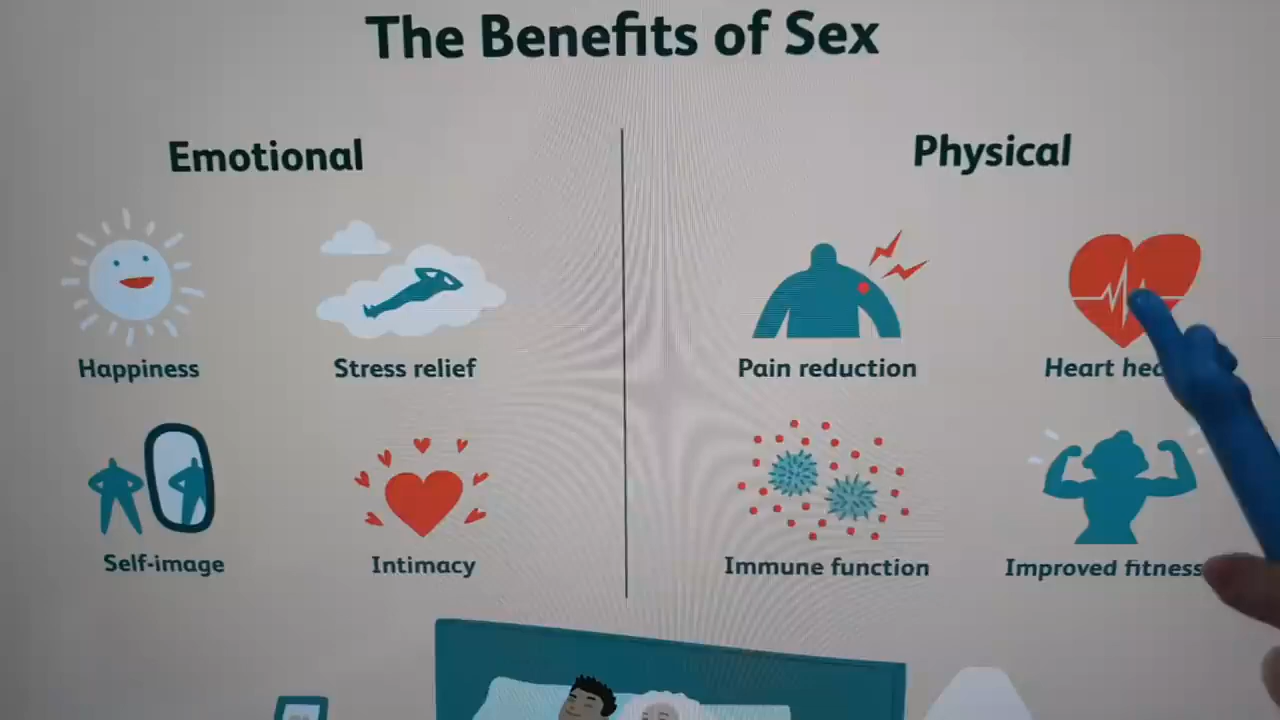 The Benefits of Sex
Emotional
Happiness
Stress relief
Self-image
Intimacy
Physical
Pain reduction
Heart
Immune function
Improved fitness